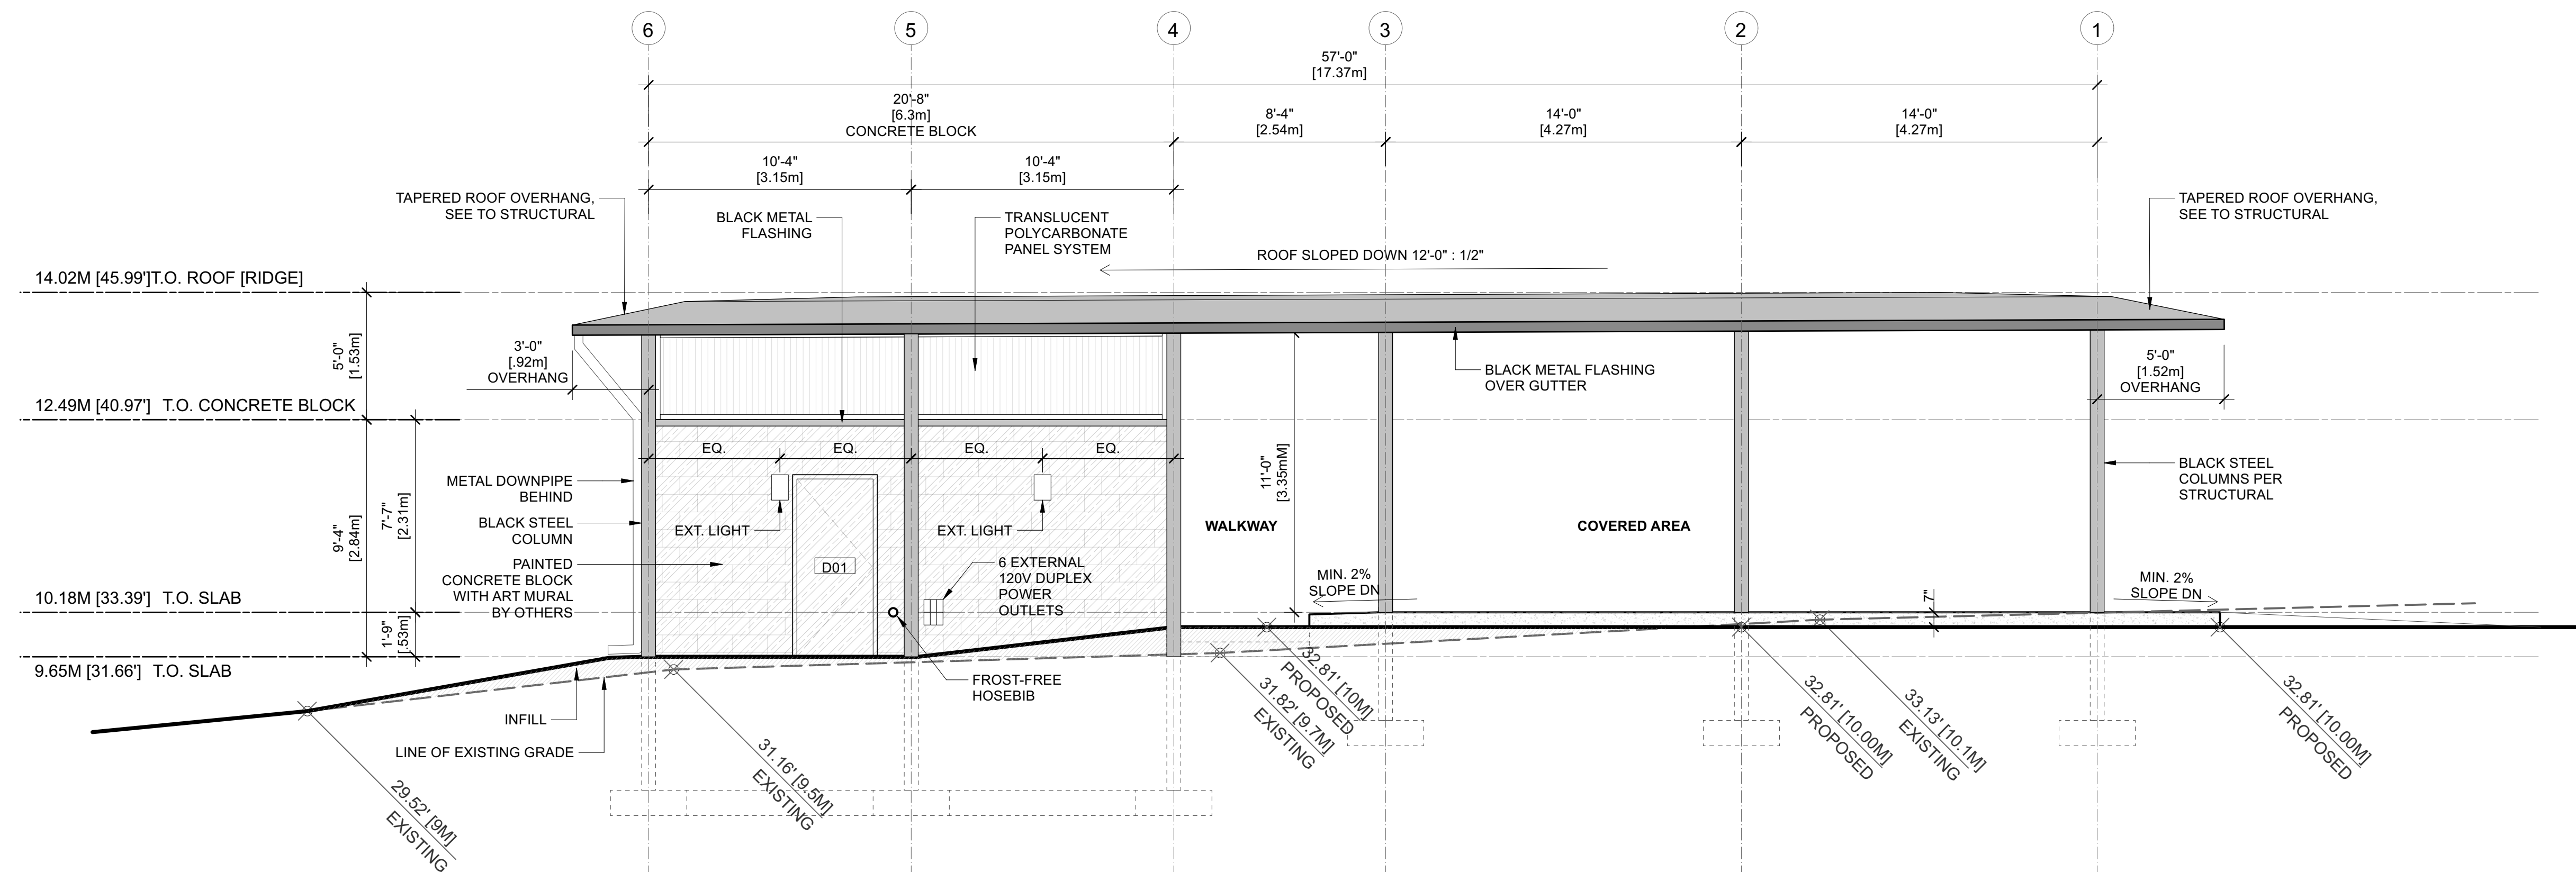 6
5
4
3
2
1
57'-0"
[17.37m]
20'-8"
[6.3m]
CONCRETE BLOCK
8'-4"
[2.54m]
14'-0"
[4.27m]
14'-0"
[4.27m]
10'-4"
[3.15m]
10'-4"
[3.15m]
TAPERED ROOF OVERHANG,
SEE TO STRUCTURAL
BLACK METAL
FLASHING
TRANSLUCENT
POLYCARBONATE
PANEL SYSTEM
ROOF SLOPED DOWN 12'-0" : 1/2"
TAPERED ROOF OVERHANG,
SEE TO STRUCTURAL
14.02M [45.99']T.O. ROOF [RIDGE]
5'-0"
[1.53m]
3'-0"
[.92m]
OVERHANG
BLACK METAL FLASHING
OVER GUTTER
5'-0"
[1.52m]
OVERHANG
12.49M [40.97'] T.O. CONCRETE BLOCK
EQ.
EQ.
EQ.
EQ.
9'-4"
[2.84m]
7'-7"
[2.31m]
METAL DOWNPIPE
BEHIND
BLACK STEEL
COLUMN
PAINTED
CONCRETE BLOCK
WITH ART MURAL
BY OTHERS
EXT. LIGHT
EXT. LIGHT
D01
6 EXTERNAL
120V DUPLEX
POWER
OUTLETS
11'-0"
[3.35mM]
WALKWAY
COVERED AREA
BLACK STEEL
COLUMNS PER
STRUCTURAL
MIN. 2%
SLOPE DN
7"
MIN. 2%
SLOPE DN
10.18M [33.39'] T.O. SLAB
1'-9"
[.53m]
9.65M [31.66'] T.O. SLAB
FROST-FREE
HOSEBIB
INFILL
LINE OF EXISTING GRADE
29.52' [9M]
EXISTING
31.16' [9.5M]
EXISTING
32.81' [10M]
PROPOSED
31.82' [9.7M]
EXISTING
32.81' [10.00M]
PROPOSED
33.13' [10.1M]
EXISTING
32.81' [10.00M]
PROPOSED